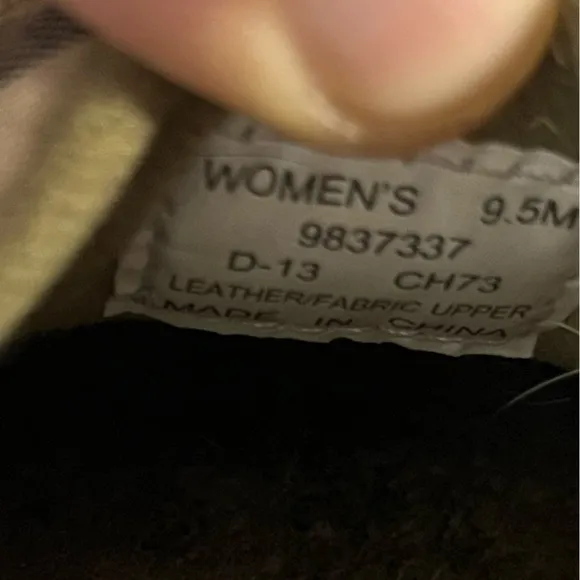 WOMEN'S 9.5M
9837337
D-13 CH73
LEATHER/FABRIC UPPER
MADE IN CHINA